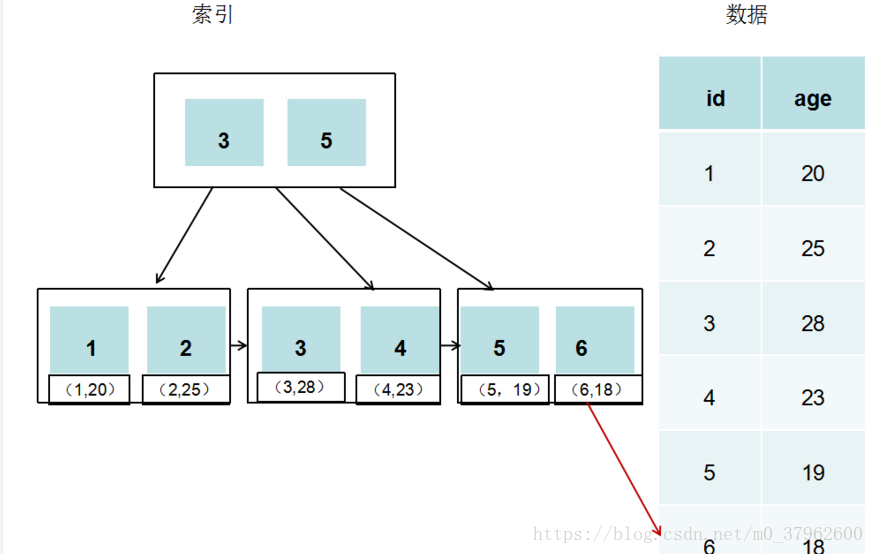 索引
数据
3 5
1 2 3 4 5 6
（1,20） （2,25） （3,28） （4,23） （5，19） （6,18）
id age
1 20
2 25
3 28
4 23
5 19
6 18
https://blog.csdn.net/m0_37962600